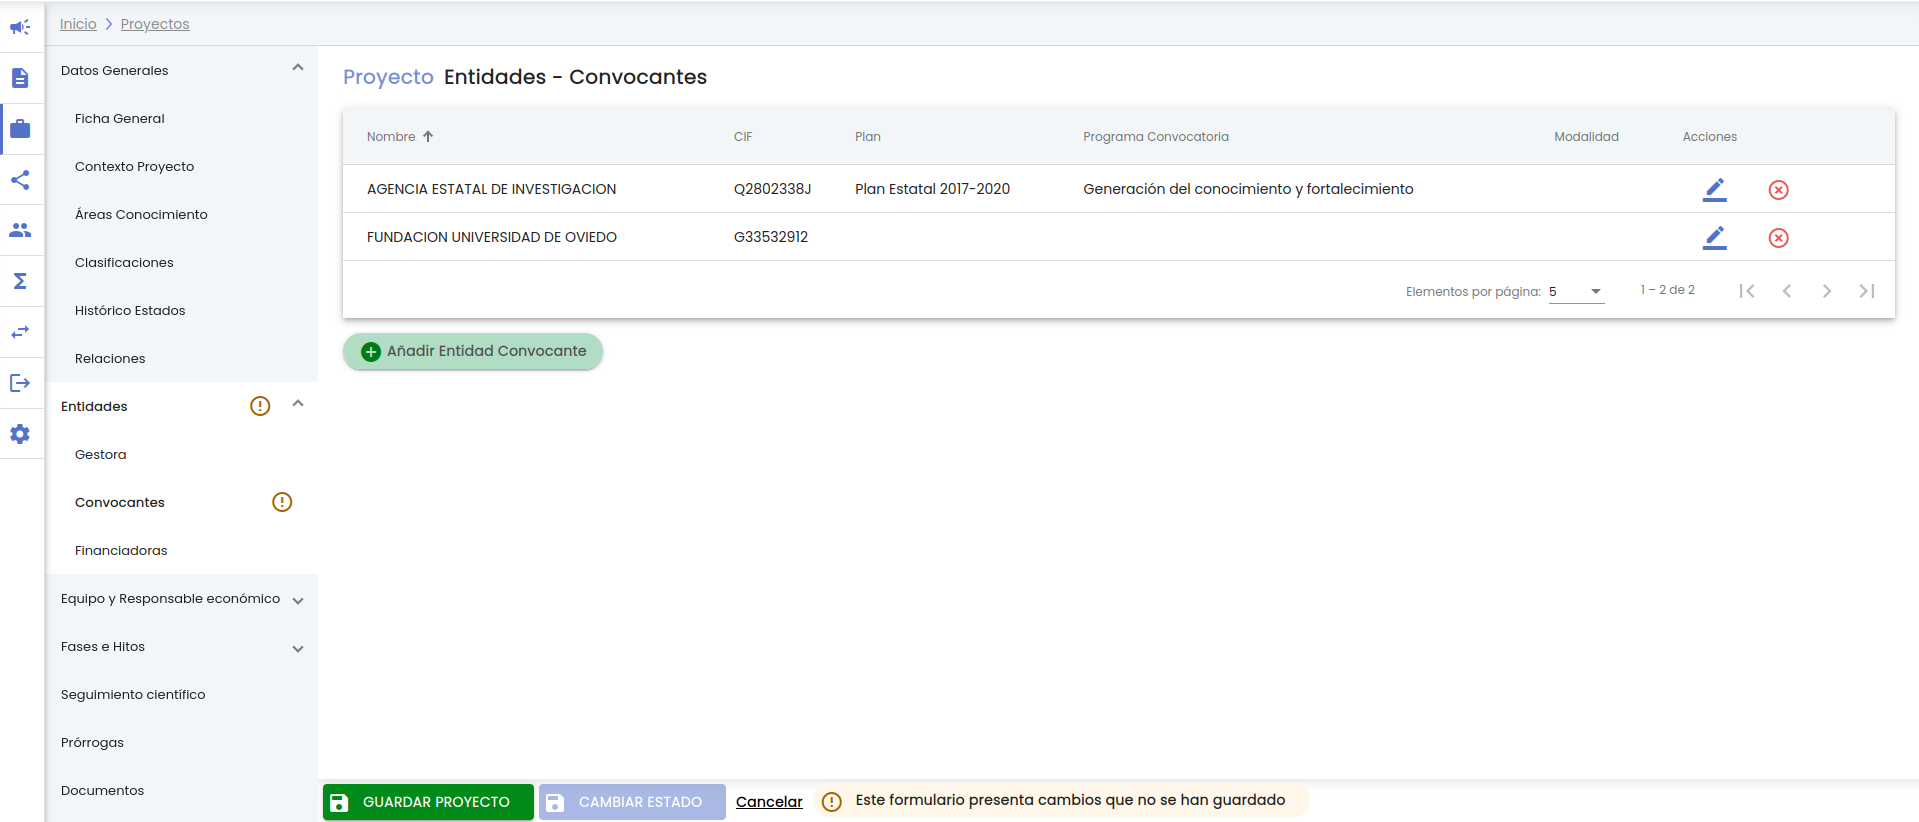 Inicio Proyectos
Datos Generales
Ficha General
Contexto Proyecto
Áreas Conocimiento
Clasificaciones
Histórico Estados
Relaciones
Entidades
Gestora
Convocantes
Financiadoras
Equipo y Responsable económico
Fases e Hitos
Seguimiento científico
Prórrogas
Documentos
Proyecto Entidades - Convocantes
Nombre CIF Plan Programa Convocatoria Modalidad Acciones
AGENCIA ESTATAL DE INVESTIGACION Q2802338J Plan Estatal 2017-2020 Generación del conocimiento y fortalecimiento
FUNDACION UNIVERSIDAD DE OVIEDO G33532912
Elementos por página: 5 1 – 2 de 2
Añadir Entidad Convocante
GUARDAR PROYECTO CAMBIAR ESTADO Cancelar Este formulario presenta cambios que no se han guardado